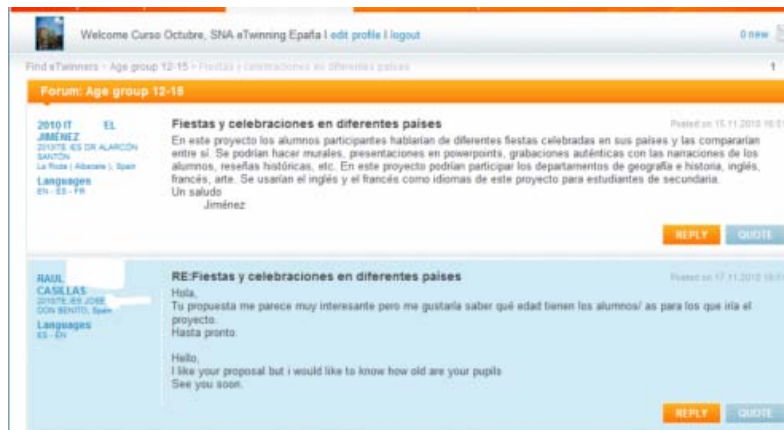 Welcome Curso Octubre, SNA eTwinning Epaña | edit profile | logout
0 new
Find eTwinners > Age group 12-15 > Fiestas y celebraciones en diferentes países
1
Forum: Age group 12-15
2010 IT EL
JIMÉNEZ
IES DR ALARCÓN
SANTÓN
La Roda ( Albacete ), Spain
Languages
EN - ES - FR
Fiestas y celebraciones en diferentes países
Posted on 15.11.2010
En este proyecto los alumnos participantes hablarían de diferentes fiestas celebradas en sus países y las compararían
entre sí. Se podrían hacer murales, presentaciones en powerpoints, grabaciones auténticas con las narraciones de los
alumnos, reseñas históricas, etc. En este proyecto podrían participar los departamentos de geografía e historia, inglés,
francés, arte. Se usarían el inglés y el francés como idiomas de este proyecto para estudiantes de secundaria.
Un saludo
Jiménez
REPLY QUOTE
RAUL
CASILLAS
IES JOSE
DON BENITO, Spain
Languages
ES - EN
RE:Fiestas y celebraciones en diferentes países
Posted on 17.11.2010
Hola,
Tu propuesta me parece muy interesante pero me gustaría saber qué edad tienen los alumnos/ as para los que iría el
proyecto.
Hasta pronto.
Hello,
I like your proposal but i would like to know how old are your pupils
See you soon.
REPLY QUOTE